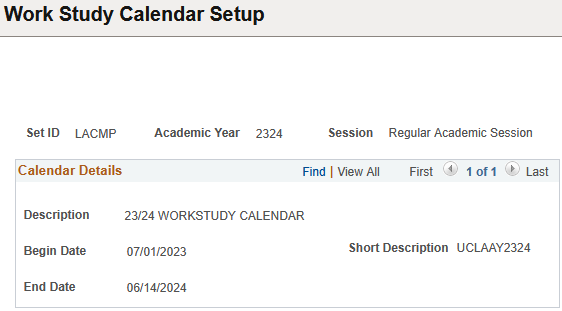 Work Study Calendar Setup
Set ID LACMP Academic Year 2324 Session Regular Academic Session
Calendar Details Find | View All First 1 of 1 Last
Description 23/24 WORKSTUDY CALENDAR
Begin Date 07/01/2023 Short Description UCLAAY2324
End Date 06/14/2024